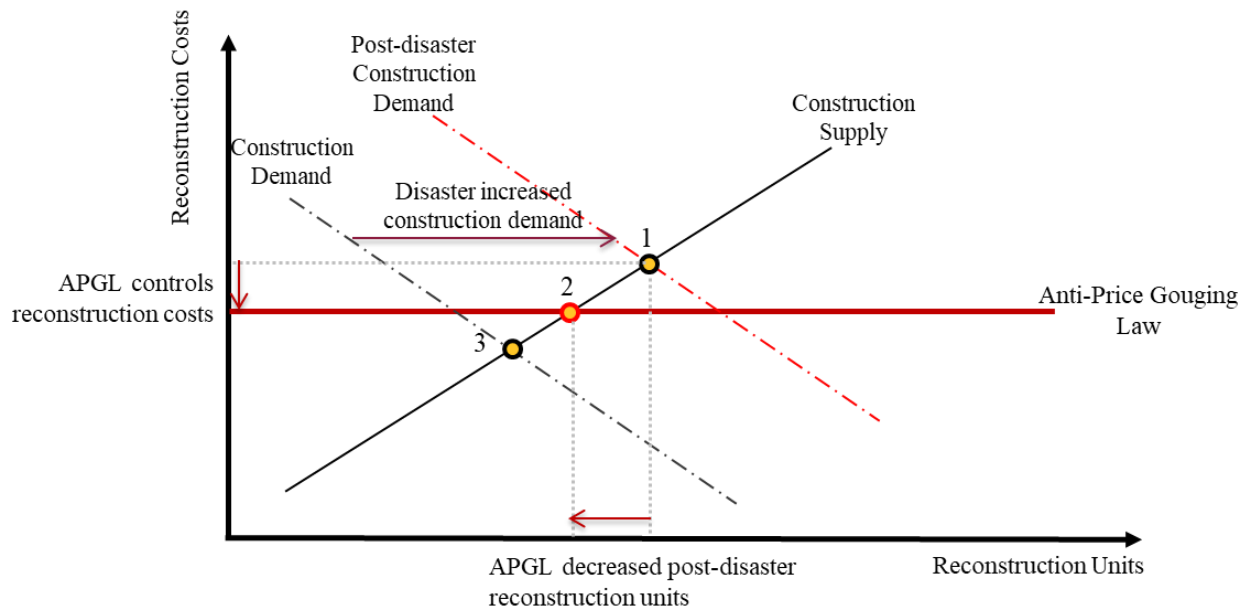 Reconstruction Costs
Post-disaster
Construction
Demand
Construction
Supply
Construction
Demand
Disaster increased
construction demand
1
APGL controls
reconstruction costs
2
Anti-Price Gouging
Law
3
APGL decreased post-disaster
reconstruction units
Reconstruction Units